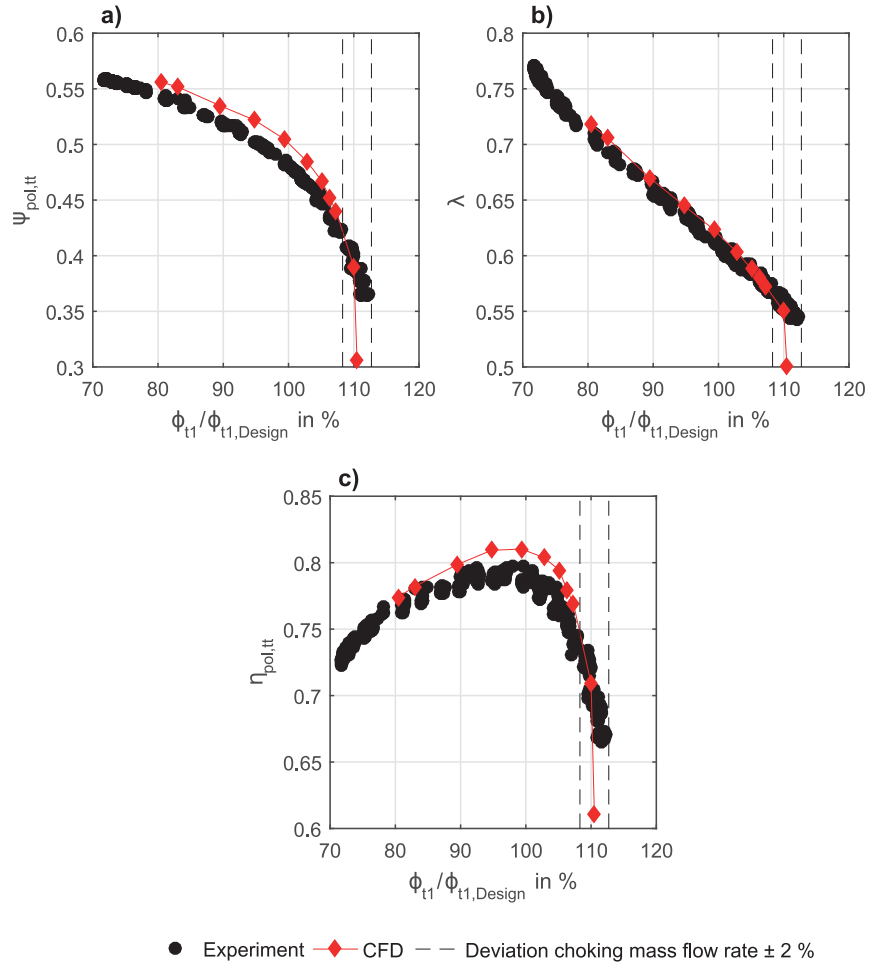 a)
0.6
0.55
0.5
0.45
0.4
0.35
0.3
ψpol,tt
70 80 90 100 110 120
ϕt1/ϕt1,Design in %
b)
0.8
0.75
0.7
0.65
0.6
0.55
0.5
λ
70 80 90 100 110 120
ϕt1/ϕt1,Design in %
c)
0.85
0.8
0.75
0.7
0.65
0.6
ηpol,tt
70 80 90 100 110 120
ϕt1/ϕt1,Design in %
Experiment CFD Deviation choking mass flow rate ± 2 %